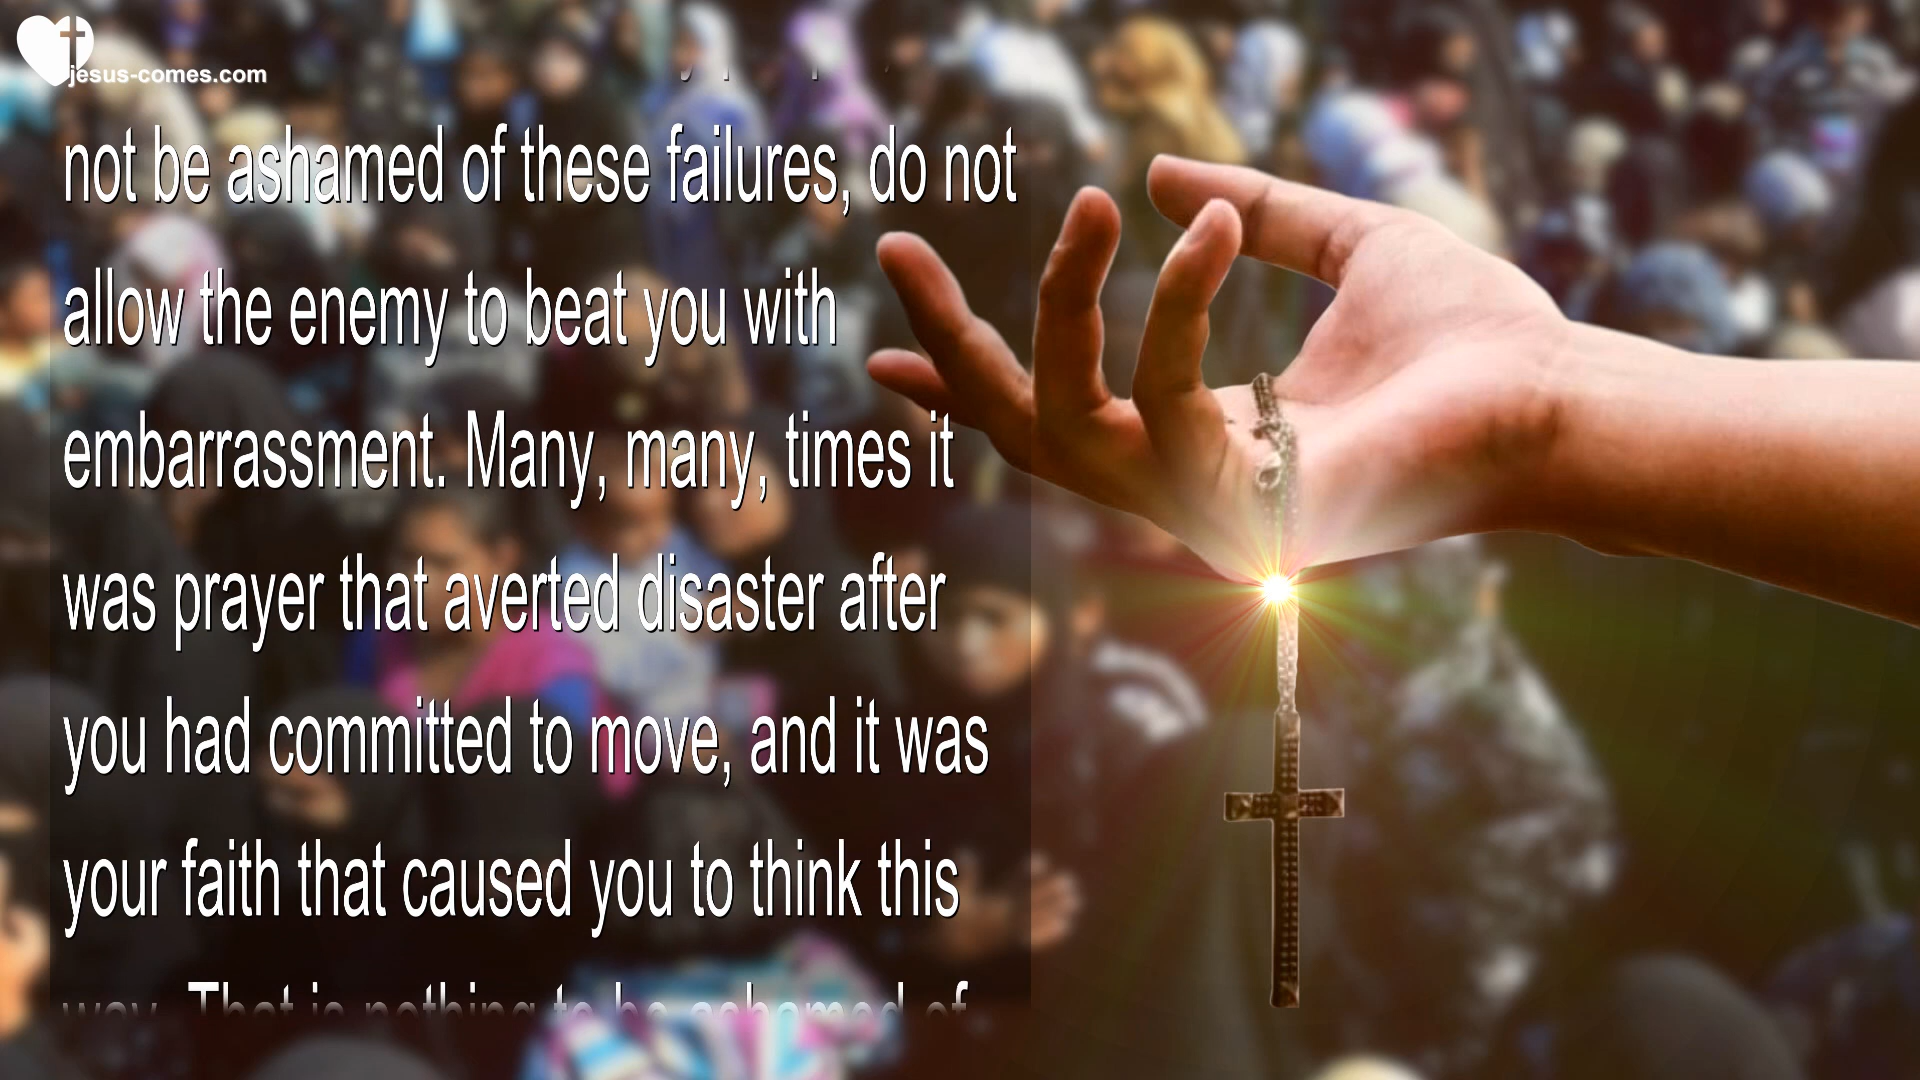 jesus-comes.com
not be ashamed of these failures, do not
allow the enemy to beat you with
embarrassment. Many, many, times it
was prayer that averted disaster after
you had committed to move, and it was
your faith that caused you to think this
way. That is nothing to be ashamed of